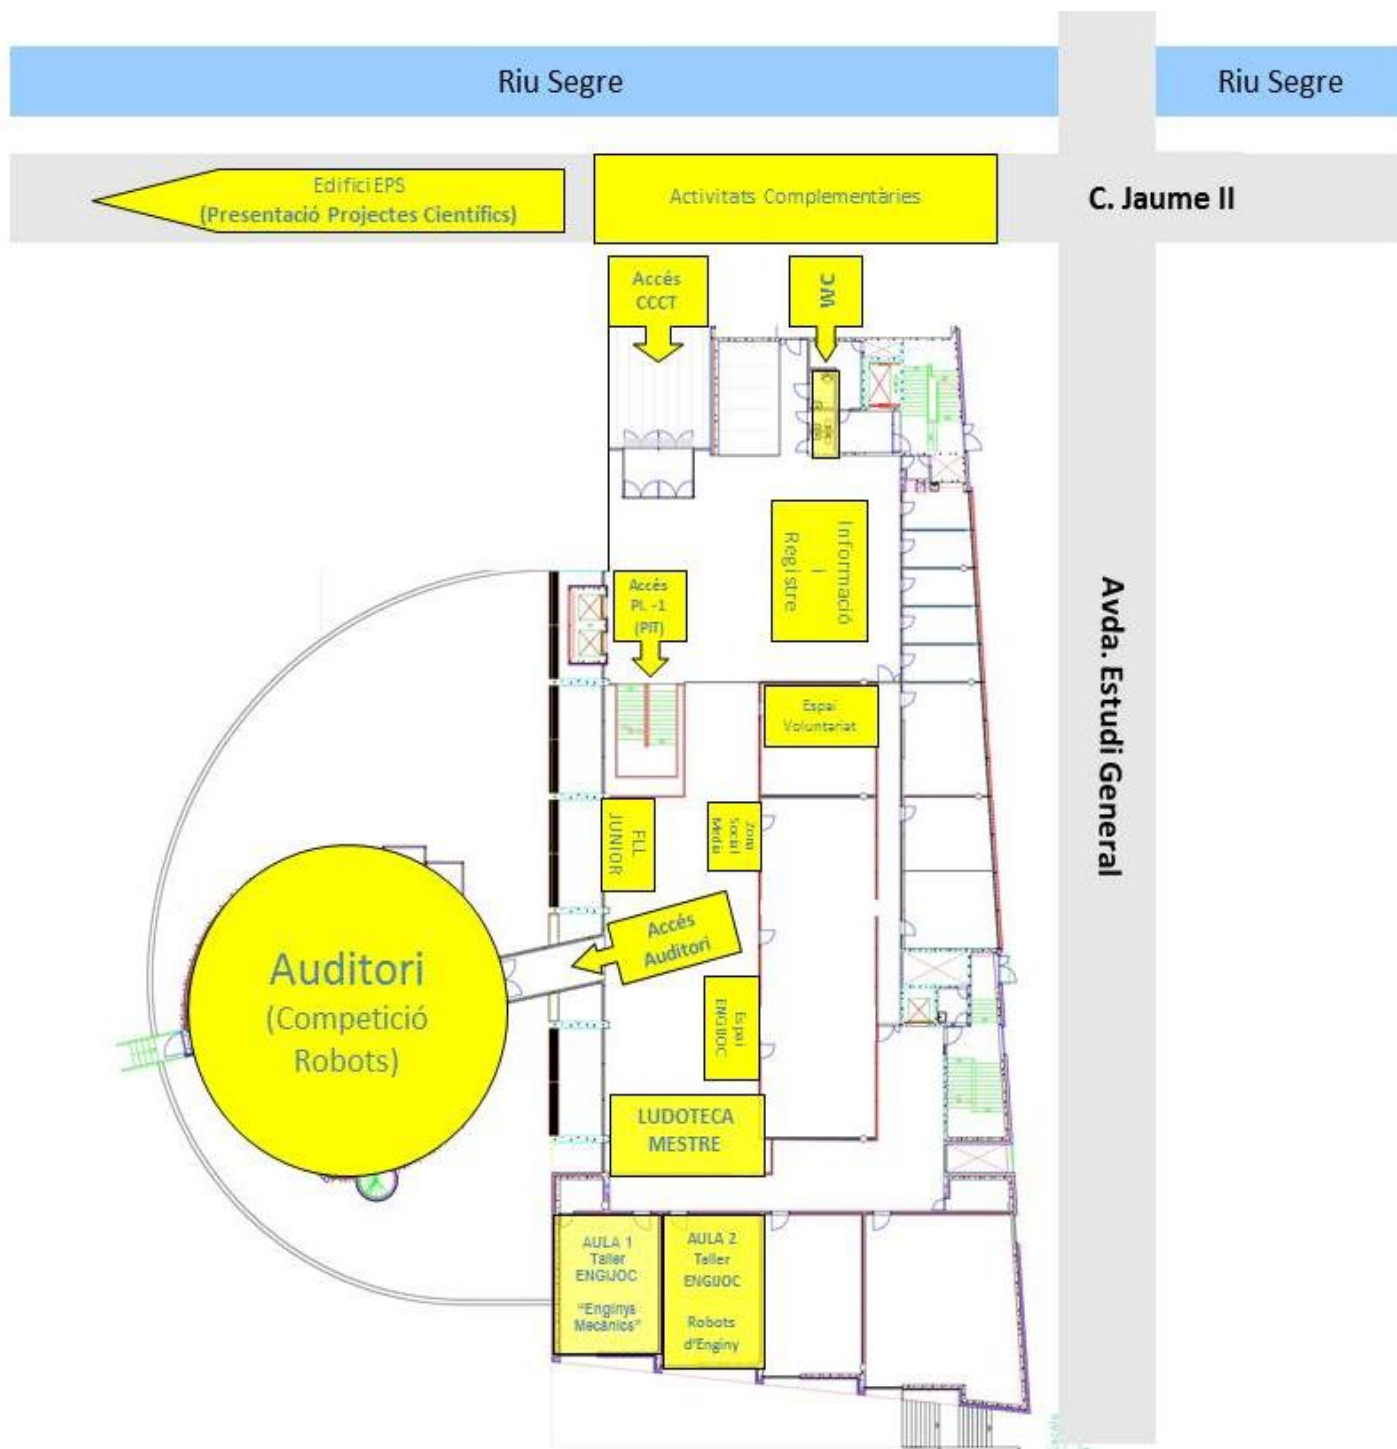 Riu Segre
Riu Segre
Edifici EPS
(Presentació Projectes Científics)
Activitats Complementàries
C. Jaume II
Accés
CCCT
WC
Informació
i
Registre
Accés
Pl. -1
(PIT)
Espai
Voluntariat
Avda. Estudi General
FLL
JUNIOR
Zona
Social
Media
Accés
Auditori
Auditori
(Competició
Robots)
Espai
ENGIJOC
LUDOTECA
MESTRE
AULA 1
Taller
ENGIJOC
"Enginys
Mecànics"
AULA 2
Taller
ENGIJOC
Robots
d'Enginy